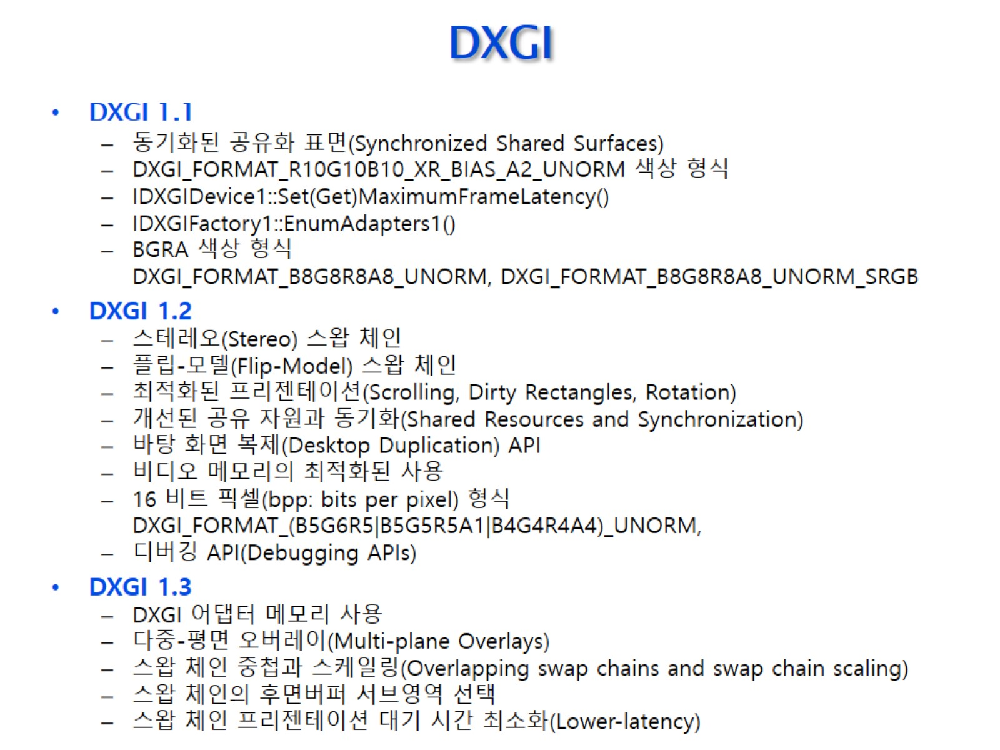 DXGI
• DXGI 1.1
– 동기화된 공유화 표면(Synchronized Shared Surfaces)
– DXGI_FORMAT_R10G10B10_XR_BIAS_A2_UNORM 색상 형식
– IDXGIDevice1::Set(Get)MaximumFrameLatency()
– IDXGIFactory1::EnumAdapters1()
– BGRA 색상 형식
DXGI_FORMAT_B8G8R8A8_UNORM, DXGI_FORMAT_B8G8R8A8_UNORM_SRGB
• DXGI 1.2
– 스테레오(Stereo) 스왑 체인
– 플립-모델(Flip-Model) 스왑 체인
– 최적화된 프리젠테이션(Scrolling, Dirty Rectangles, Rotation)
– 개선된 공유 자원과 동기화(Shared Resources and Synchronization)
– 바탕 화면 복제(Desktop Duplication) API
– 비디오 메모리의 최적화된 사용
– 16 비트 픽셀(bpp: bits per pixel) 형식
DXGI_FORMAT_(B5G6R5|B5G5R5A1|B4G4R4A4)_UNORM,
– 디버깅 API(Debugging APIs)
• DXGI 1.3
– DXGI 어댑터 메모리 사용
– 다중-평면 오버레이(Multi-plane Overlays)
– 스왑 체인 중첩과 스케일링(Overlapping swap chains and swap chain scaling)
– 스왑 체인의 후면버퍼 서브영역 선택
– 스왑 체인 프리젠테이션 대기 시간 최소화(Lower-latency)